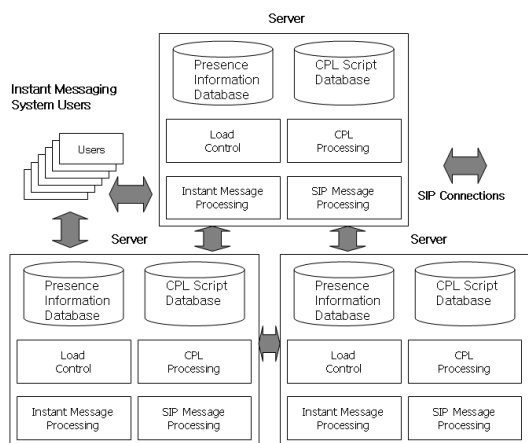 Server
Presence
Information
Database
CPL Script
Database
Instant Messaging
System Users
Users
Load
Control
CPL
Processing
Instant Message
Processing
SIP Message
Processing
SIP Connections
Server
Presence
Information
Database
CPL Script
Database
Load
Control
CPL
Processing
Instant Message
Processing
SIP Message
Processing
Server
Presence
Information
Database
CPL Script
Database
Load
Control
CPL
Processing
Instant Message
Processing
SIP Message
Processing